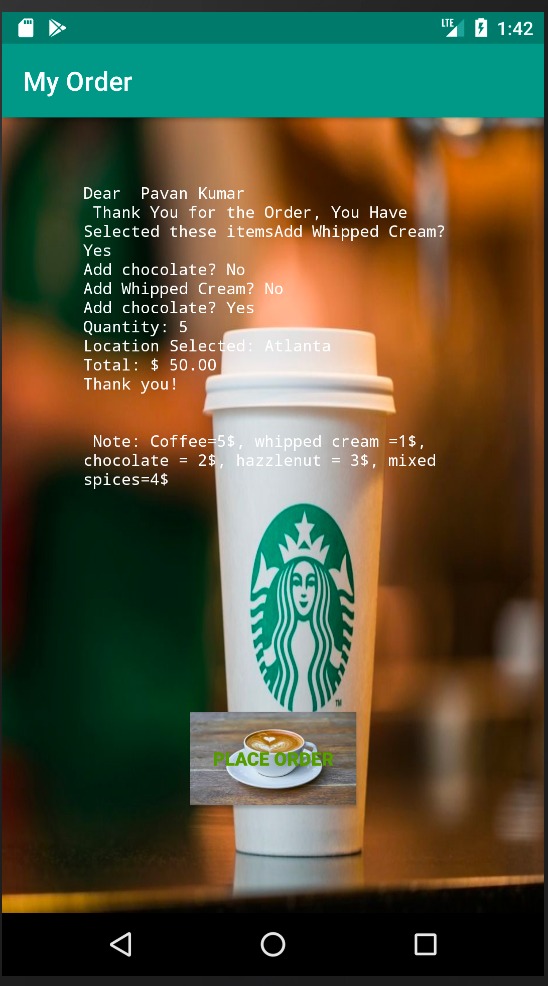 LTE 1:42
My Order
Dear  Pavan Kumar
Thank You for the Order, You Have
Selected these itemsAdd Whipped Cream?
Yes
Add chocolate? No
Add Whipped Cream? No
Add chocolate? Yes
Quantity: 5
Location Selected: Atlanta
Total: $ 50.00
Thank you!
Note: Coffee=5$, whipped cream =1$,
chocolate = 2$, hazzlenut = 3$, mixed
spices=4$
TM
PLACE ORDER